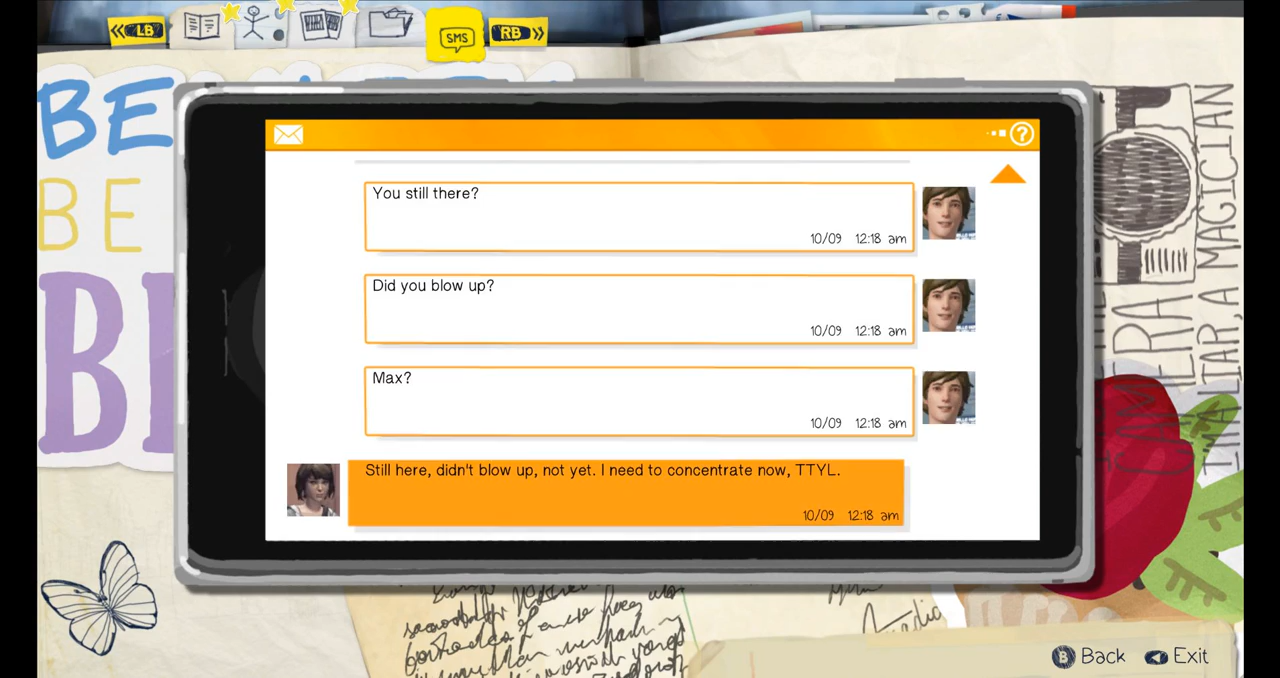 LB
SMS
RB
BE
BE
You still there?
10/09 12:18 am
Did you blow up?
10/09 12:18 am
Max?
10/09 12:18 am
Still here, didn't blow up, not yet. I need to concentrate now, TTYL.
10/09 12:18 am
CAMERA
I'M A LIAR, A MAGICIAN
B Back Exit